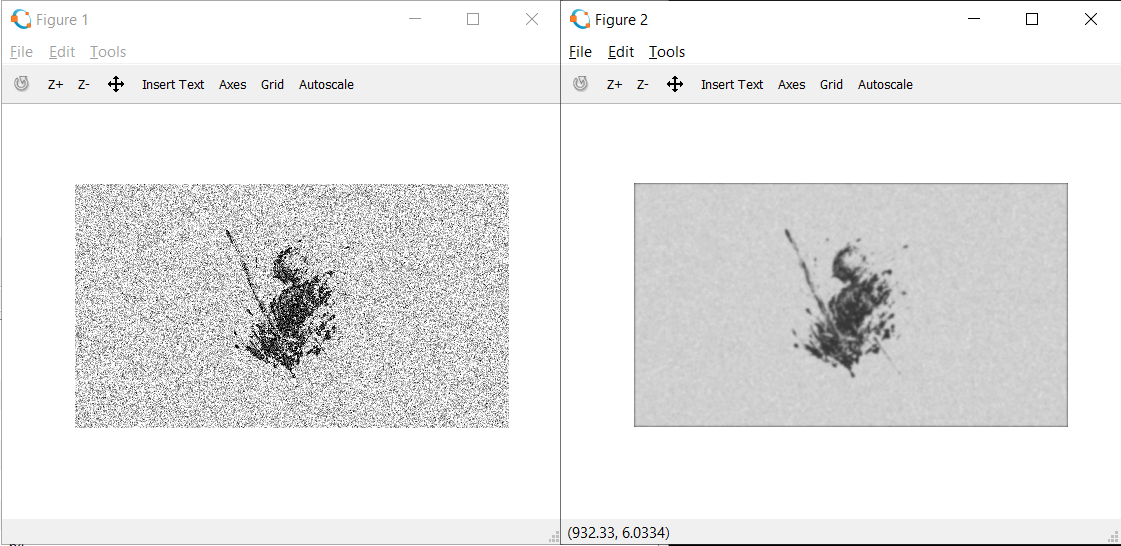 Figure 1
File Edit Tools
Z+ Z- Insert Text Axes Grid Autoscale
Figure 2
File Edit Tools
Z+ Z- Insert Text Axes Grid Autoscale
(932.33, 6.0334)